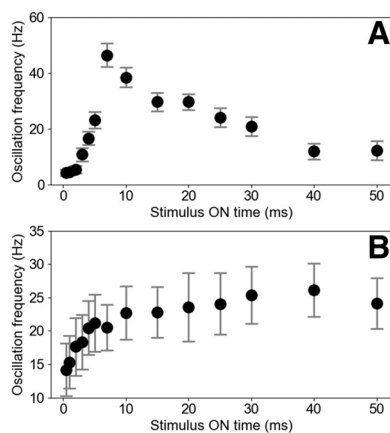 A
Oscillation frequency (Hz)
60
40
20
0
0 10 20 30 40 50
Stimulus ON time (ms)
B
Oscillation frequency (Hz)
35
30
25
20
15
10
0 10 20 30 40 50
Stimulus ON time (ms)